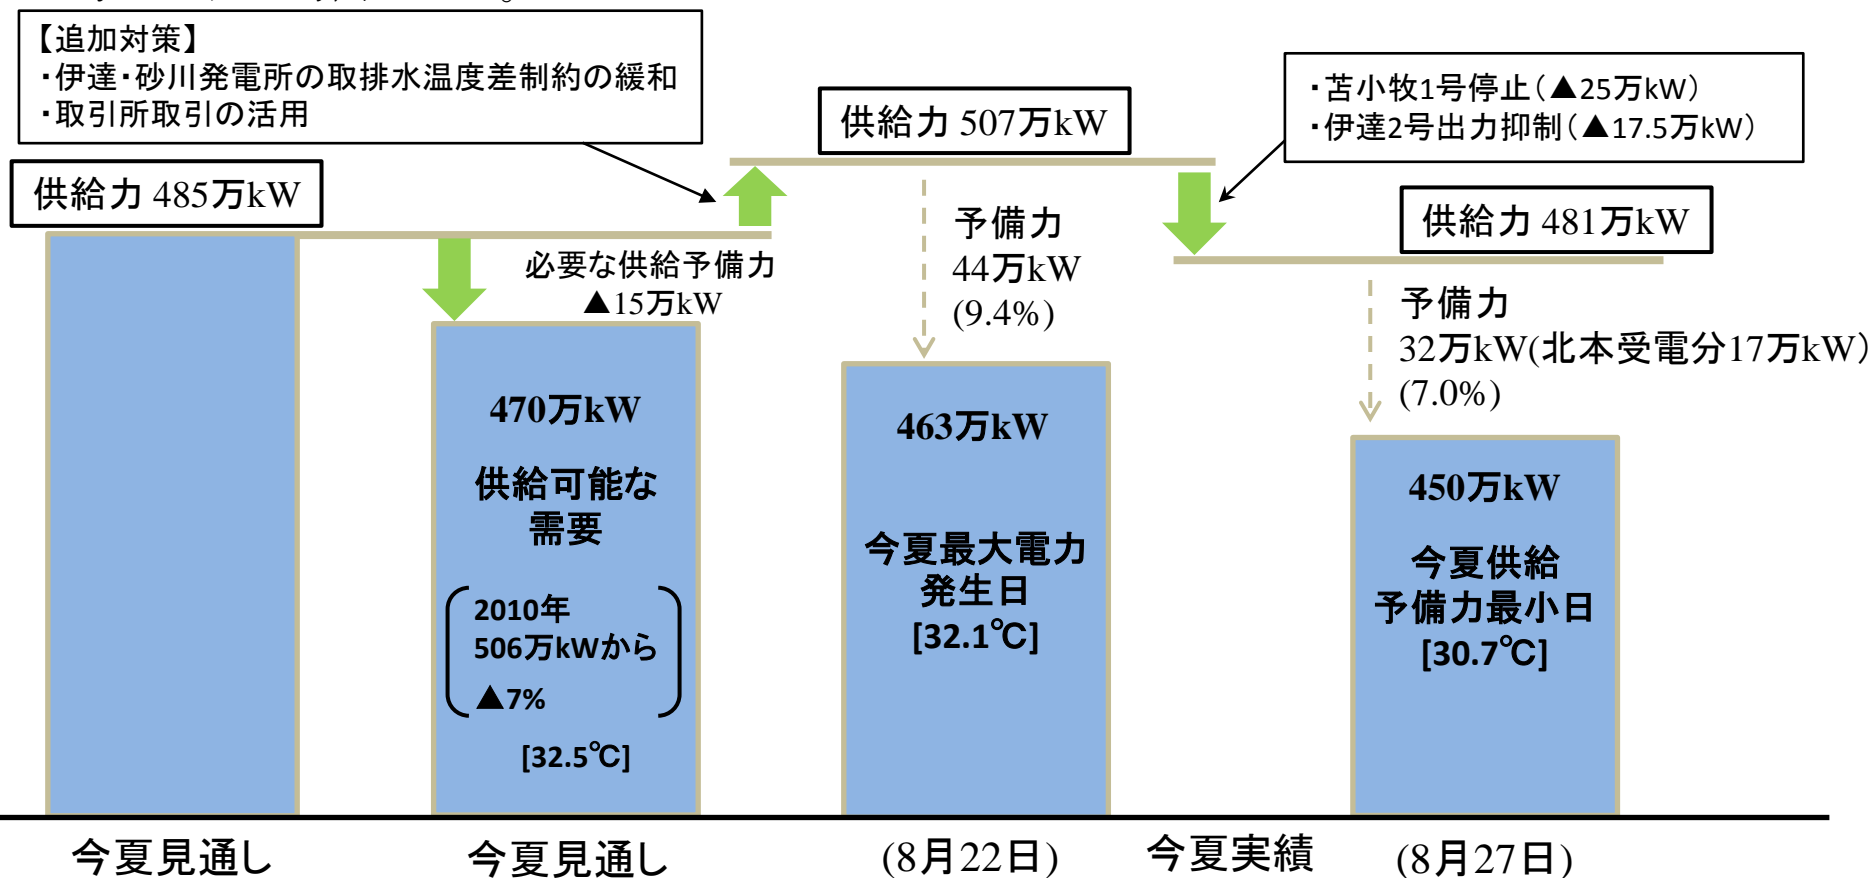 【追加対策】
・伊達・砂川発電所の取排水温度差制約の緩和
・取引所取引の活用
供給力 507万kW
・苫小牧1号停止(▲25万kW)
・伊達2号出力抑制(▲17.5万kW)
供給力 485万kW
供給力 481万kW
必要な供給予備力
▲15万kW
予備力
44万kW
(9.4%)
予備力
32万kW(北本受電分17万kW)
(7.0%)
470万kW
供給可能な
需要
2010年
506万kWから
▲7%
[32.5℃]
463万kW
今夏最大電力
発生日
[32.1℃]
450万kW
今夏供給
予備力最小日
[30.7℃]
今夏見通し
今夏見通し
(8月22日)
今夏実績
(8月27日)